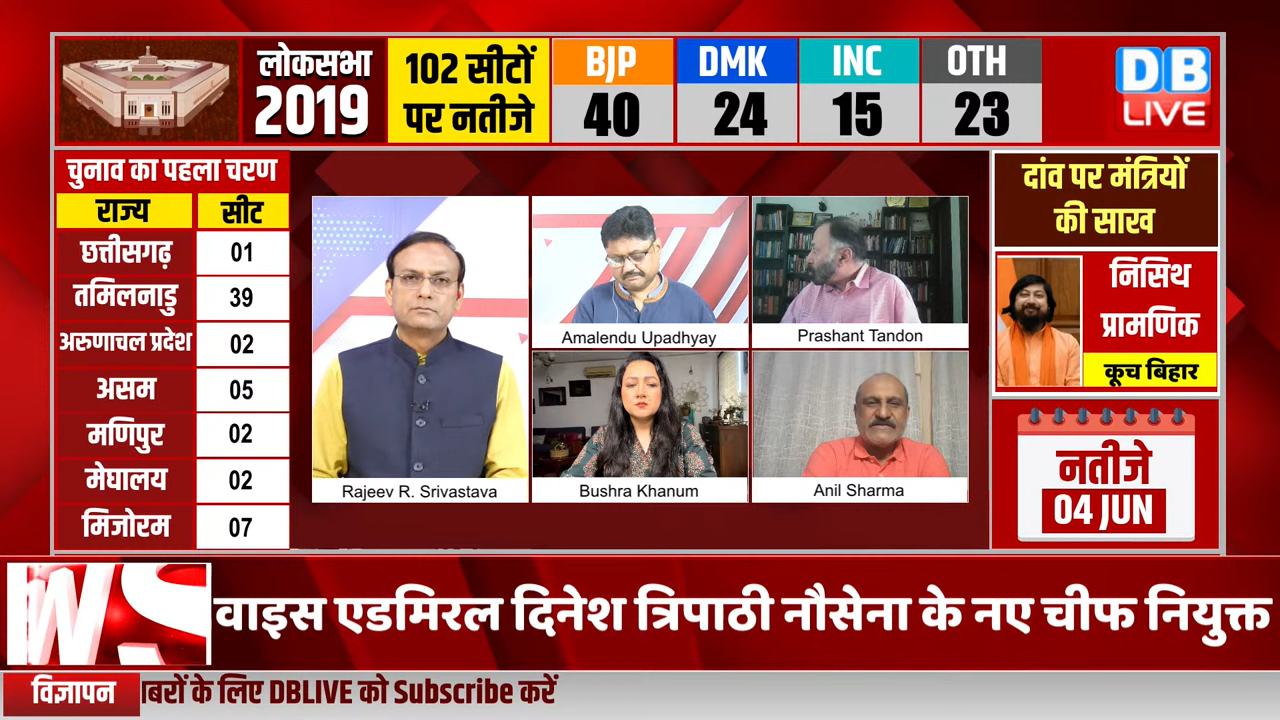 लोकसभा
2019
102 सीटों
पर नतीजे
BJP
40
DMK
24
INC
15
OTH
23
DB
LIVE
चुनाव का पहला चरण
राज्य सीट
छत्तीसगढ़ 01
तमिलनाडु 39
अरुणाचल प्रदेश 02
असम 05
मणिपुर 02
मेघालय 02
मिजोरम 07
Rajeev R. Srivastava
Amalendu Upadhyay
Prashant Tandon
Bushra Khanum
Anil Sharma
दांव पर मंत्रियों
की साख
निसिथ
प्रामणिक
कूच बिहार
नतीजे
04 JUN
वाइस एडमिरल दिनेश त्रिपाठी नौसेना के नए चीफ नियुक्त
विज्ञापन
के लिए DBLIVE को Subscribe करें